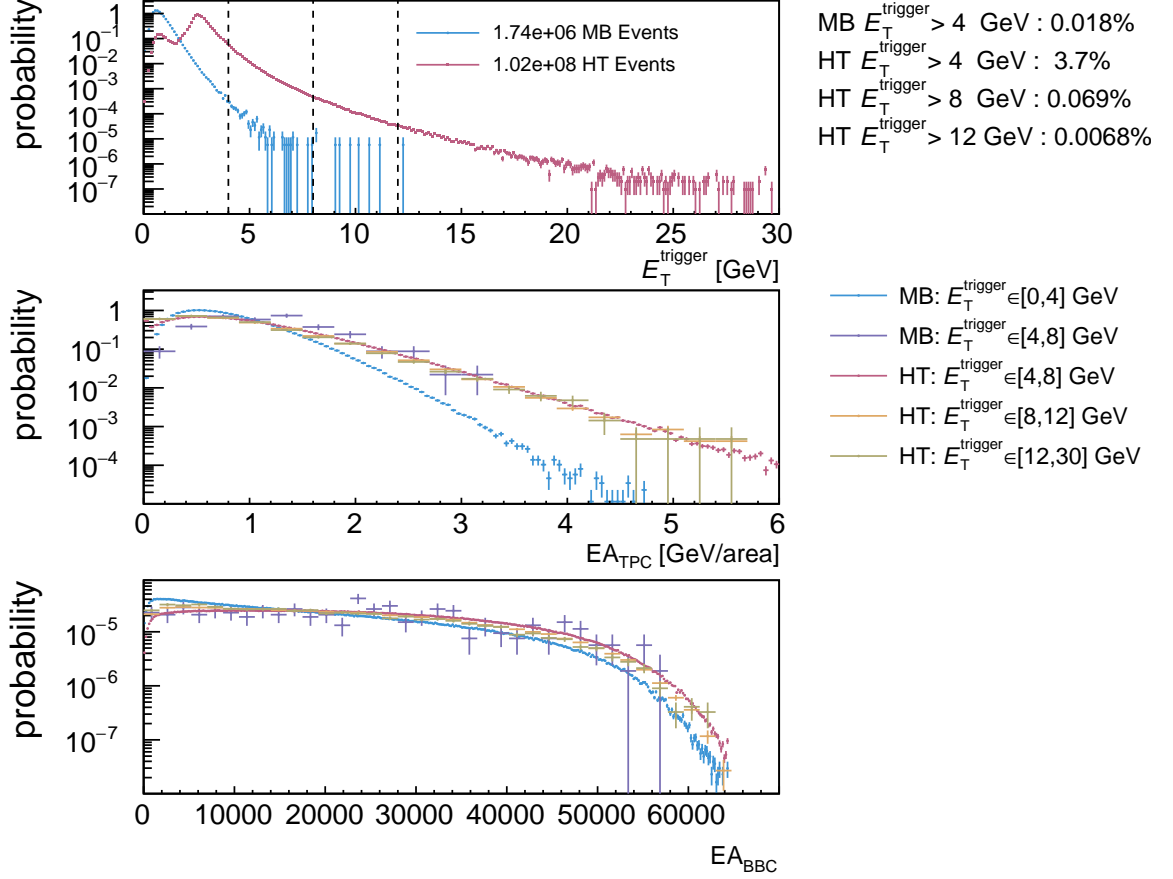 probability
1
10⁻¹
10⁻²
10⁻³
10⁻⁴
10⁻⁵
10⁻⁶
10⁻⁷
1.74e+06 MB Events
1.02e+08 HT Events
0 5 10 15 20 25 30
E_T^trigger [GeV]
MB E_T^trigger > 4 GeV : 0.018%
HT E_T^trigger > 4 GeV : 3.7%
HT E_T^trigger > 8 GeV : 0.069%
HT E_T^trigger > 12 GeV : 0.0068%
probability
1
10⁻¹
10⁻²
10⁻³
10⁻⁴
0 1 2 3 4 5 6
EA_TPC [GeV/area]
MB: E_T^trigger ∈[0,4] GeV
MB: E_T^trigger ∈[4,8] GeV
HT: E_T^trigger ∈[4,8] GeV
HT: E_T^trigger ∈[8,12] GeV
HT: E_T^trigger ∈[12,30] GeV
probability
10⁻⁵
10⁻⁶
10⁻⁷
0 10000 20000 30000 40000 50000 60000
EA_BBC